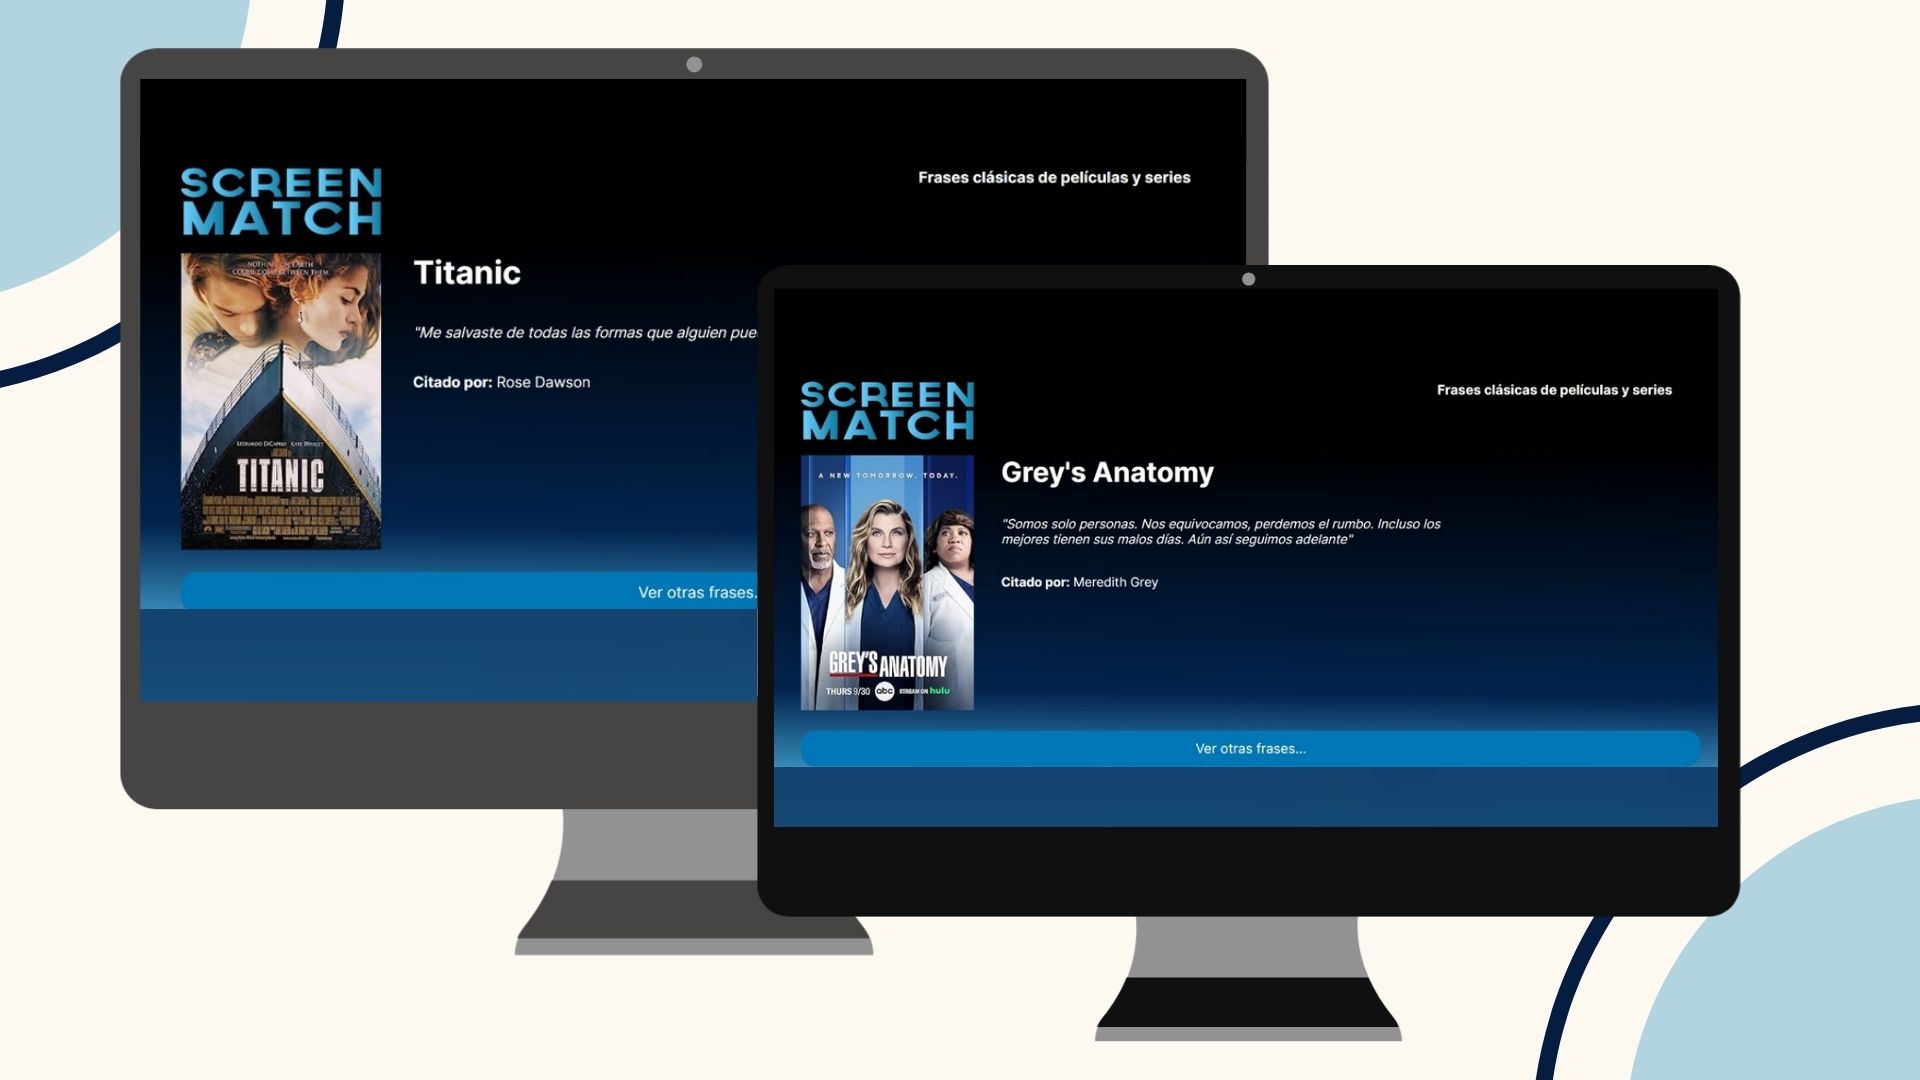 SCREEN
MATCH
Frases clásicas de películas y series
NOTHING ON EARTH
COULD COME BETWEEN THEM.
LEONARDO DiCAPRIO KATE WINSLET
TITANIC
Titanic
"Me salvaste de todas las formas que alguien pue
Citado por: Rose Dawson
Ver otras frases.
SCREEN
MATCH
Frases clásicas de películas y series
A NEW TOMORROW. TODAY.
GREY'S ANATOMY
THURS 9/30 abc STREAM ON hulu
Grey's Anatomy
"Somos solo personas. Nos equivocamos, perdemos el rumbo. Incluso los
mejores tienen sus malos días. Aún así seguimos adelante"
Citado por: Meredith Grey
Ver otras frases...